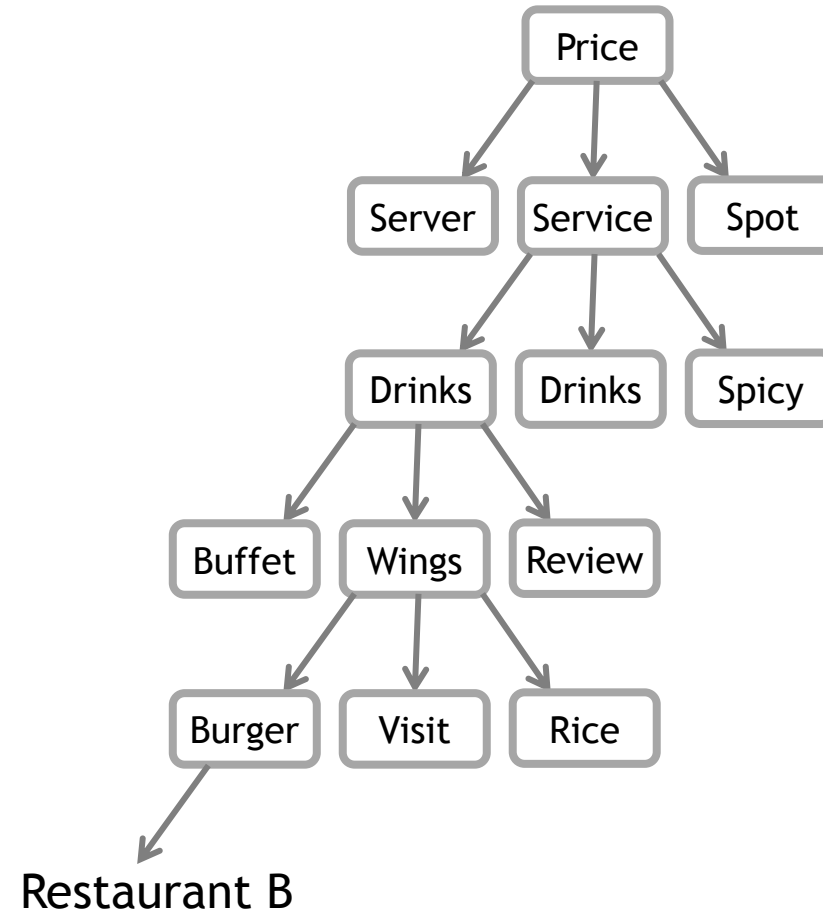 Price
Server Service Spot
Drinks Drinks Spicy
Buffet Wings Review
Burger Visit Rice
Restaurant B